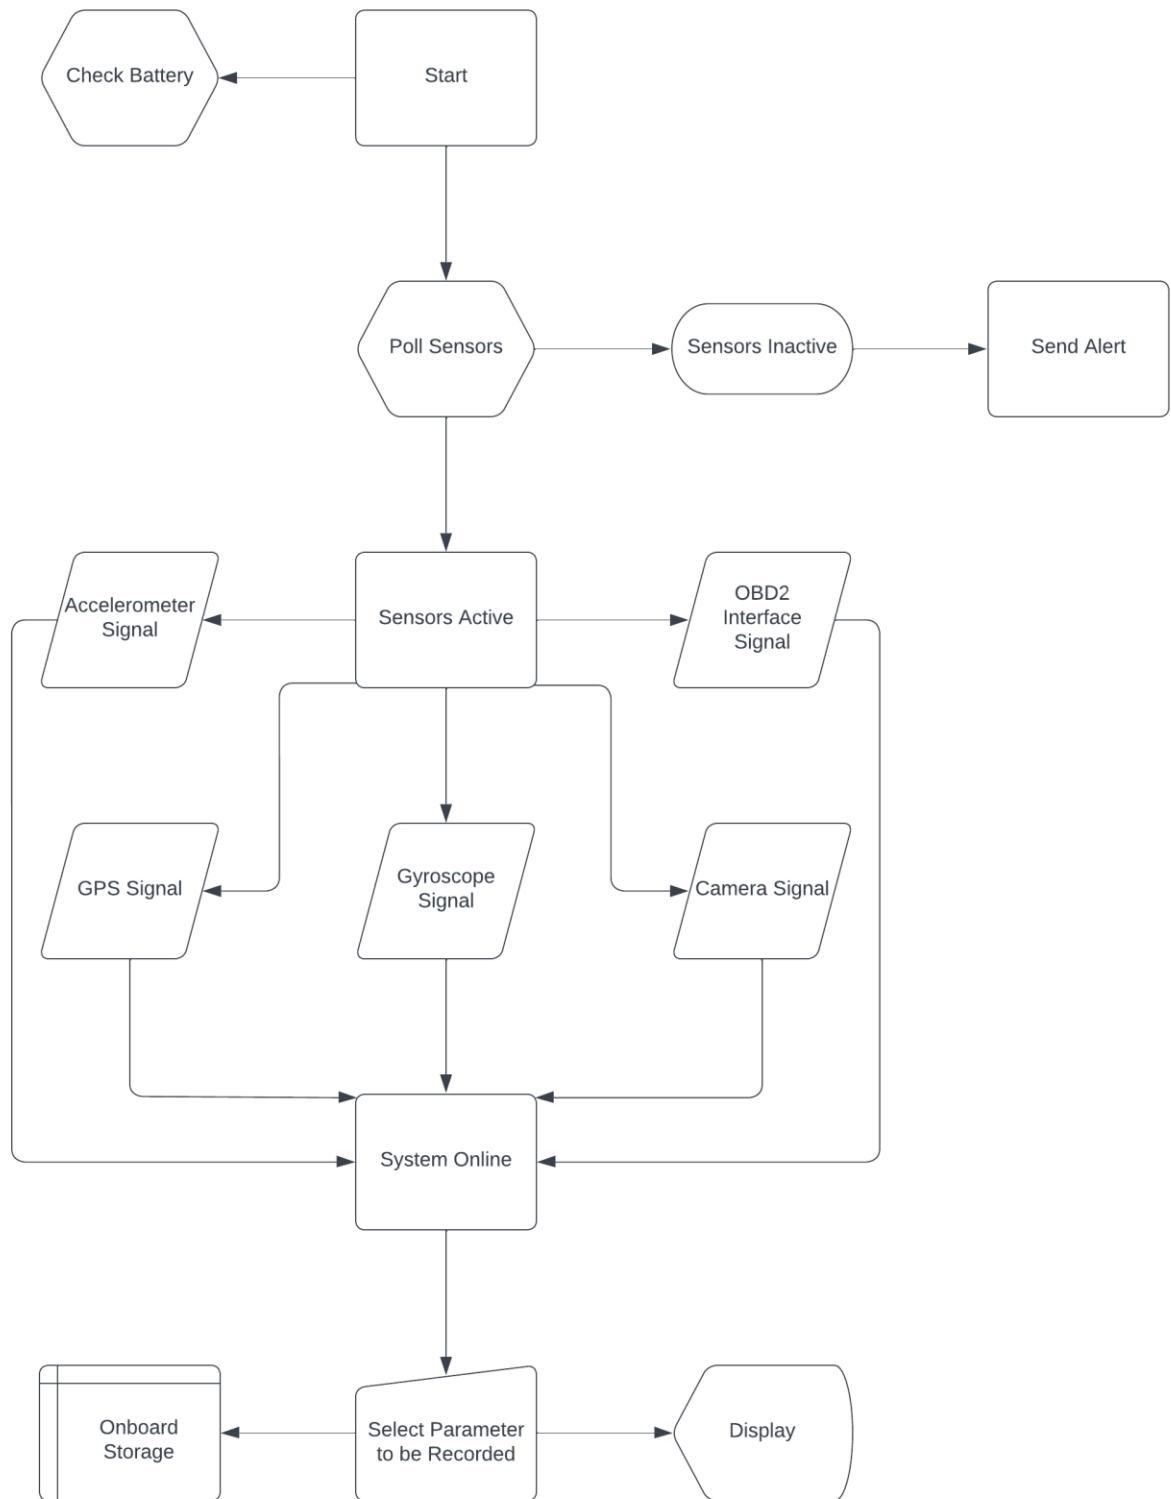 Check Battery
Start
Poll Sensors
Sensors Inactive
Send Alert
Accelerometer
Signal
Sensors Active
OBD2
Interface
Signal
GPS Signal
Gyroscope
Signal
Camera Signal
System Online
Onboard
Storage
Select Parameter
to be Recorded
Display